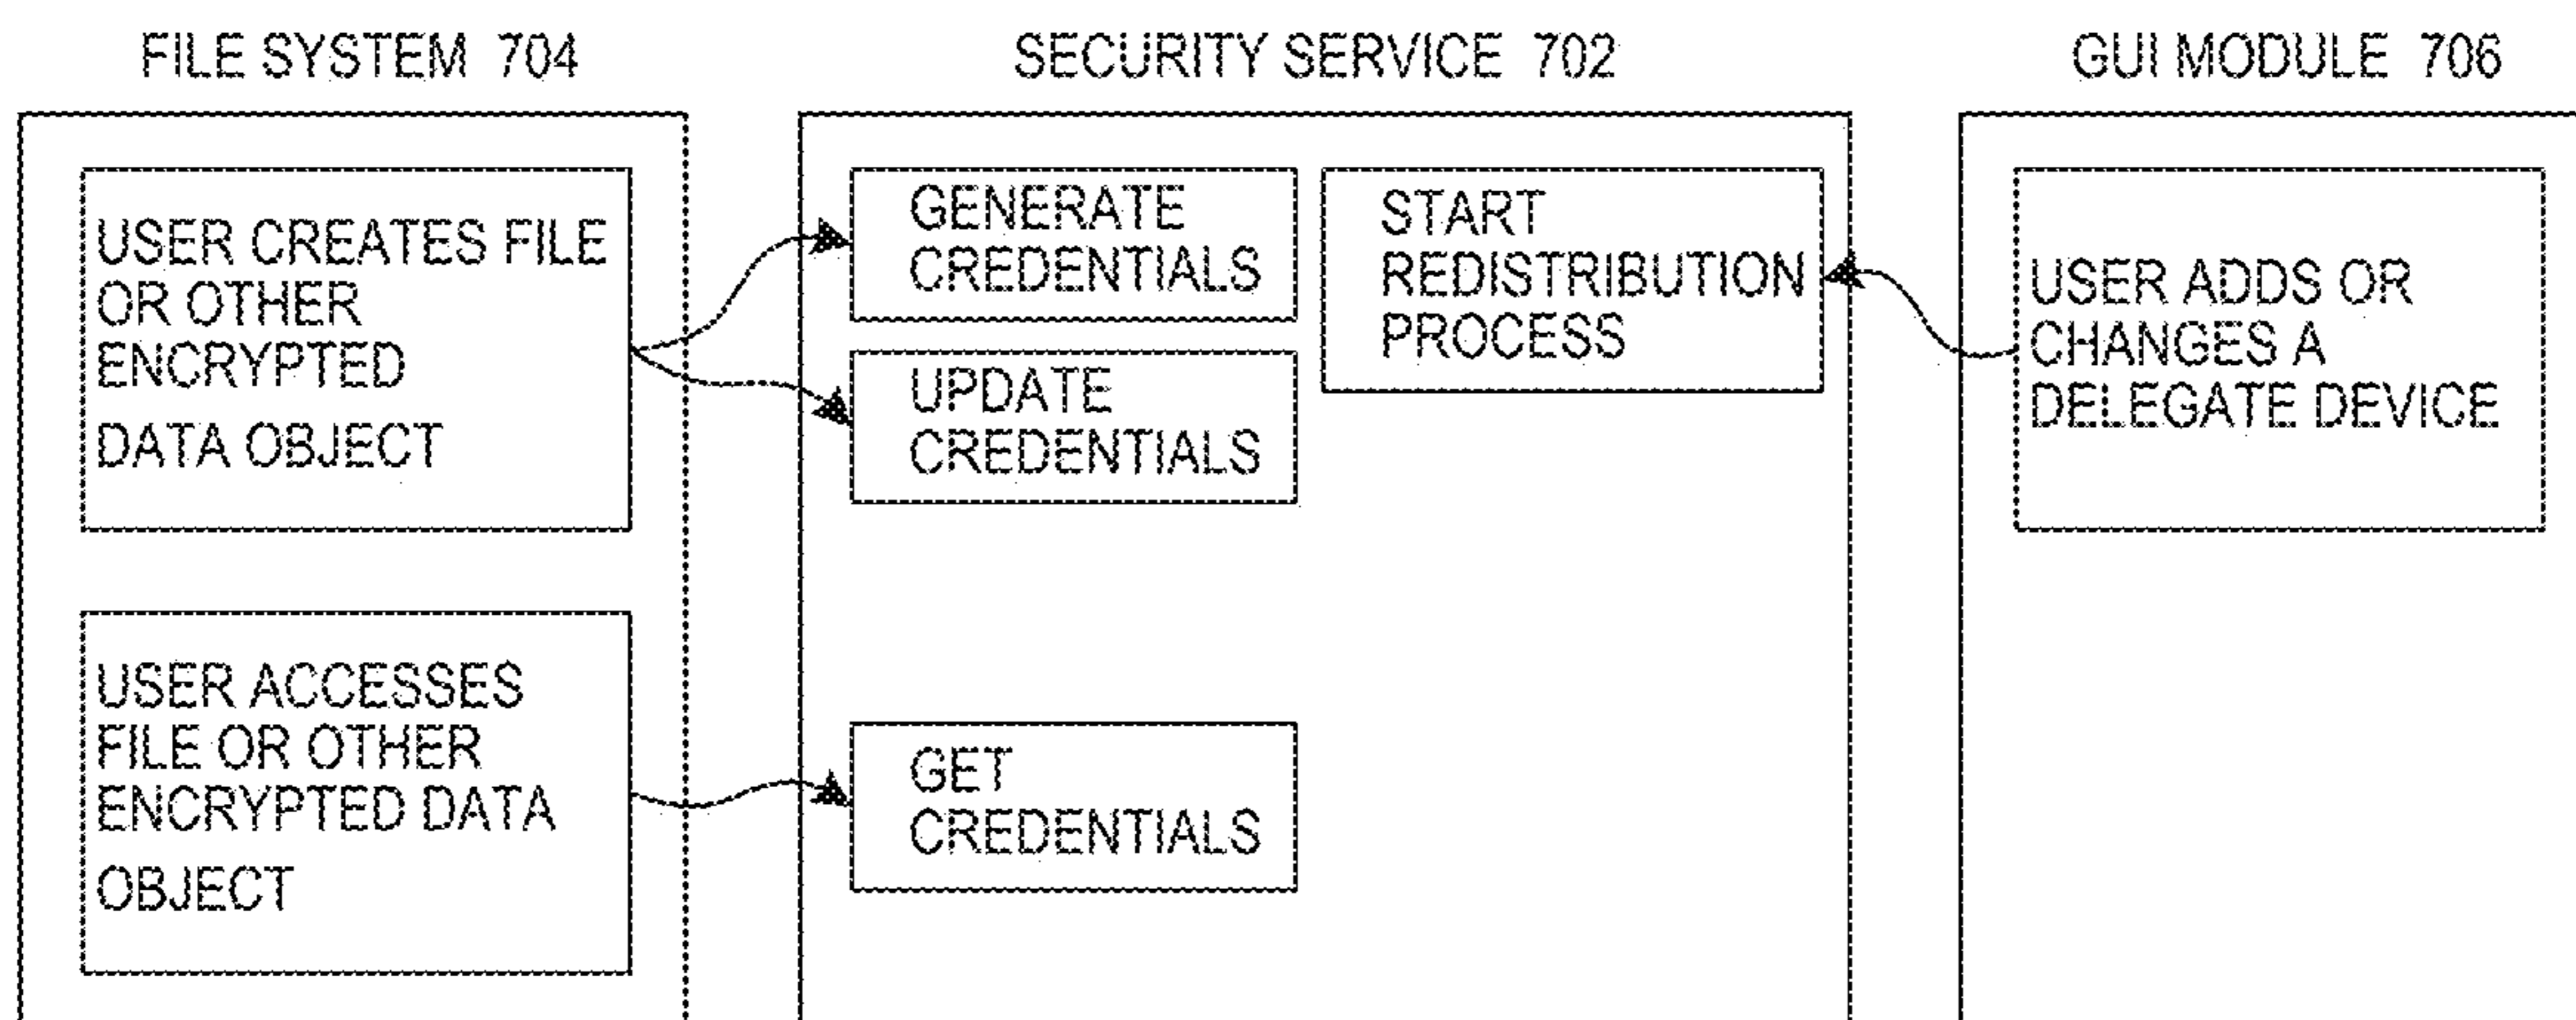 FILE SYSTEM 704
SECURITY SERVICE 702
GUI MODULE 706
USER CREATES FILE
OR OTHER
ENCRYPTED
DATA OBJECT
USER ACCESSES
FILE OR OTHER
ENCRYPTED DATA
OBJECT
GENERATE
CREDENTIALS
UPDATE
CREDENTIALS
GET
CREDENTIALS
START
REDISTRIBUTION
PROCESS
USER ADDS OR
CHANGES A
DELEGATE DEVICE